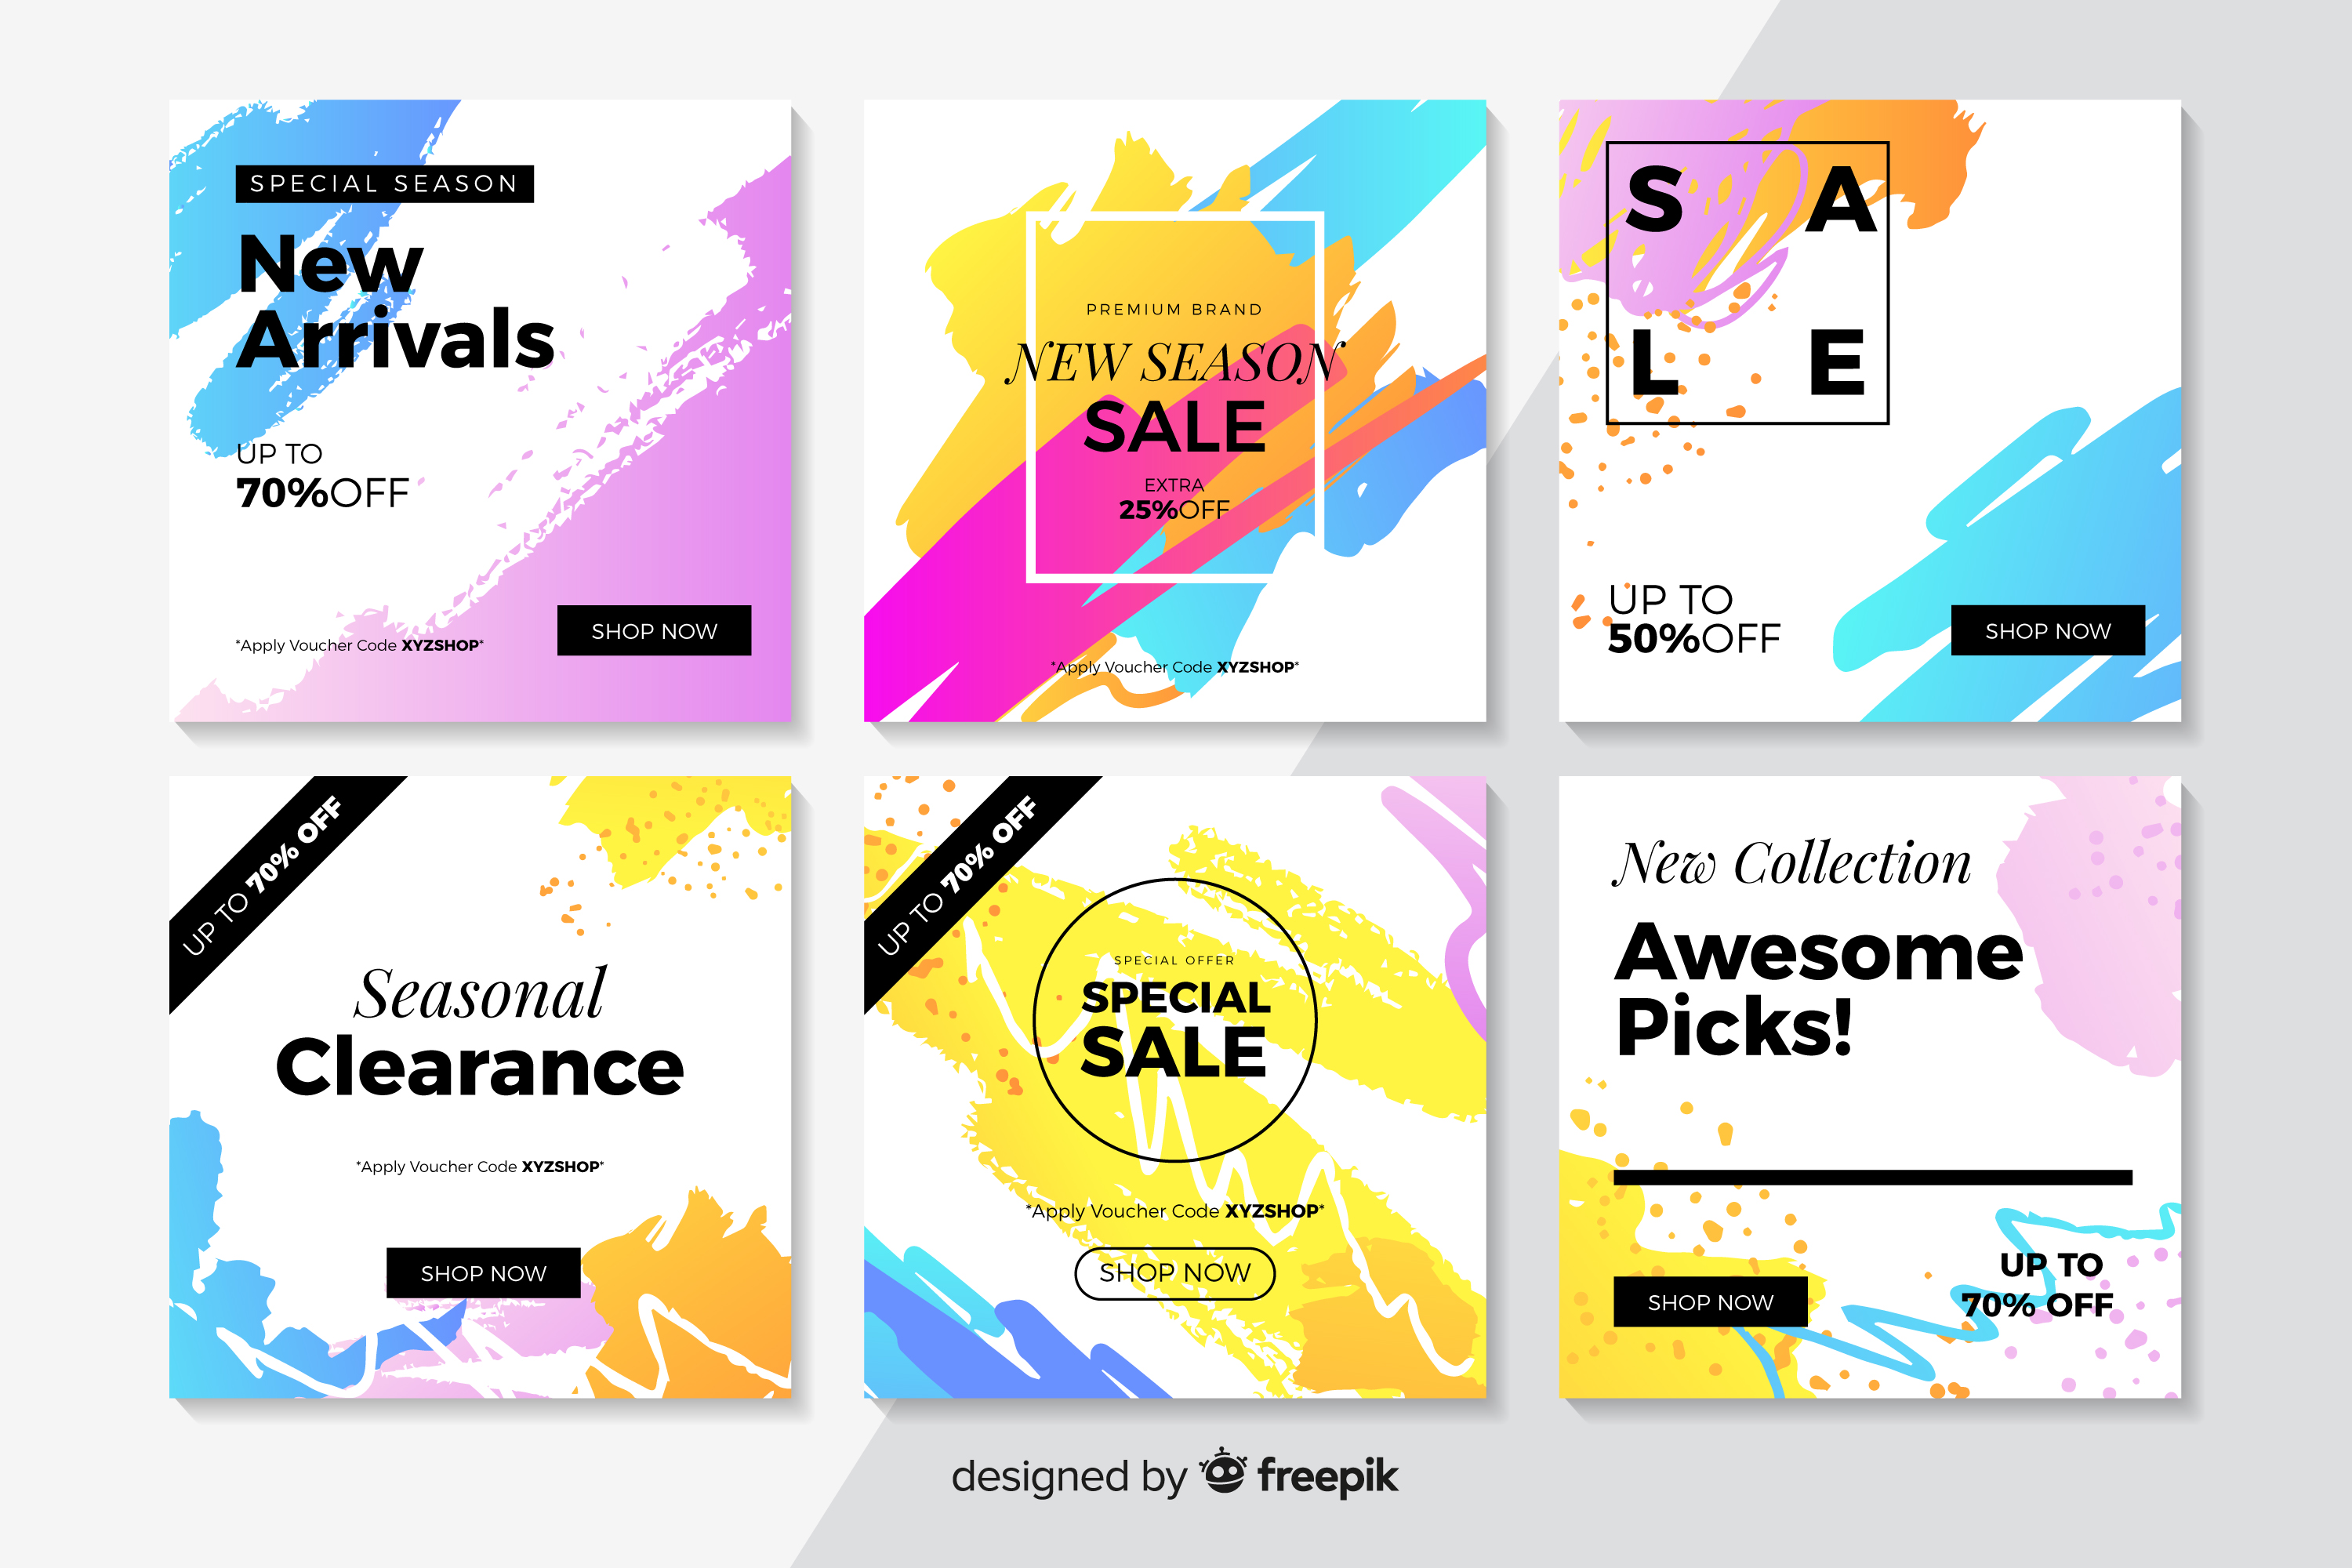 SPECIAL SEASON
New
Arrivals
UP TO
70%OFF
*Apply Voucher Code XYZSHOP*
SHOP NOW
PREMIUM BRAND
NEW SEASON
SALE
EXTRA
25%OFF
*Apply Voucher Code XYZSHOP*
S A
L E
UP TO
50%OFF
SHOP NOW
UP TO 70% OFF
Seasonal
Clearance
*Apply Voucher Code XYZSHOP*
SHOP NOW
UP TO 70% OFF
SPECIAL OFFER
SPECIAL
SALE
*Apply Voucher Code XYZSHOP*
SHOP NOW
New Collection
Awesome
Picks!
SHOP NOW
UP TO
70% OFF
designed by freepik